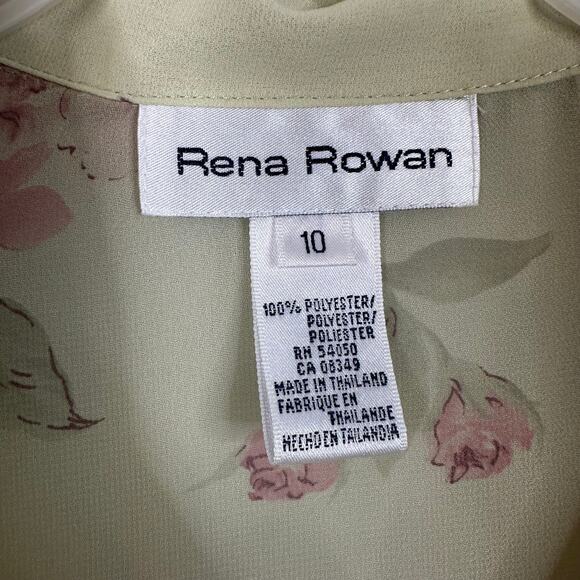 Rena Rowan
10
100% POLYESTER/
POLYESTER/
POLIESTER
RN 54050
CA 08349
MADE IN THAILAND
FABRIQUE EN
THAILANDE
HECHO EN TAILANDIA